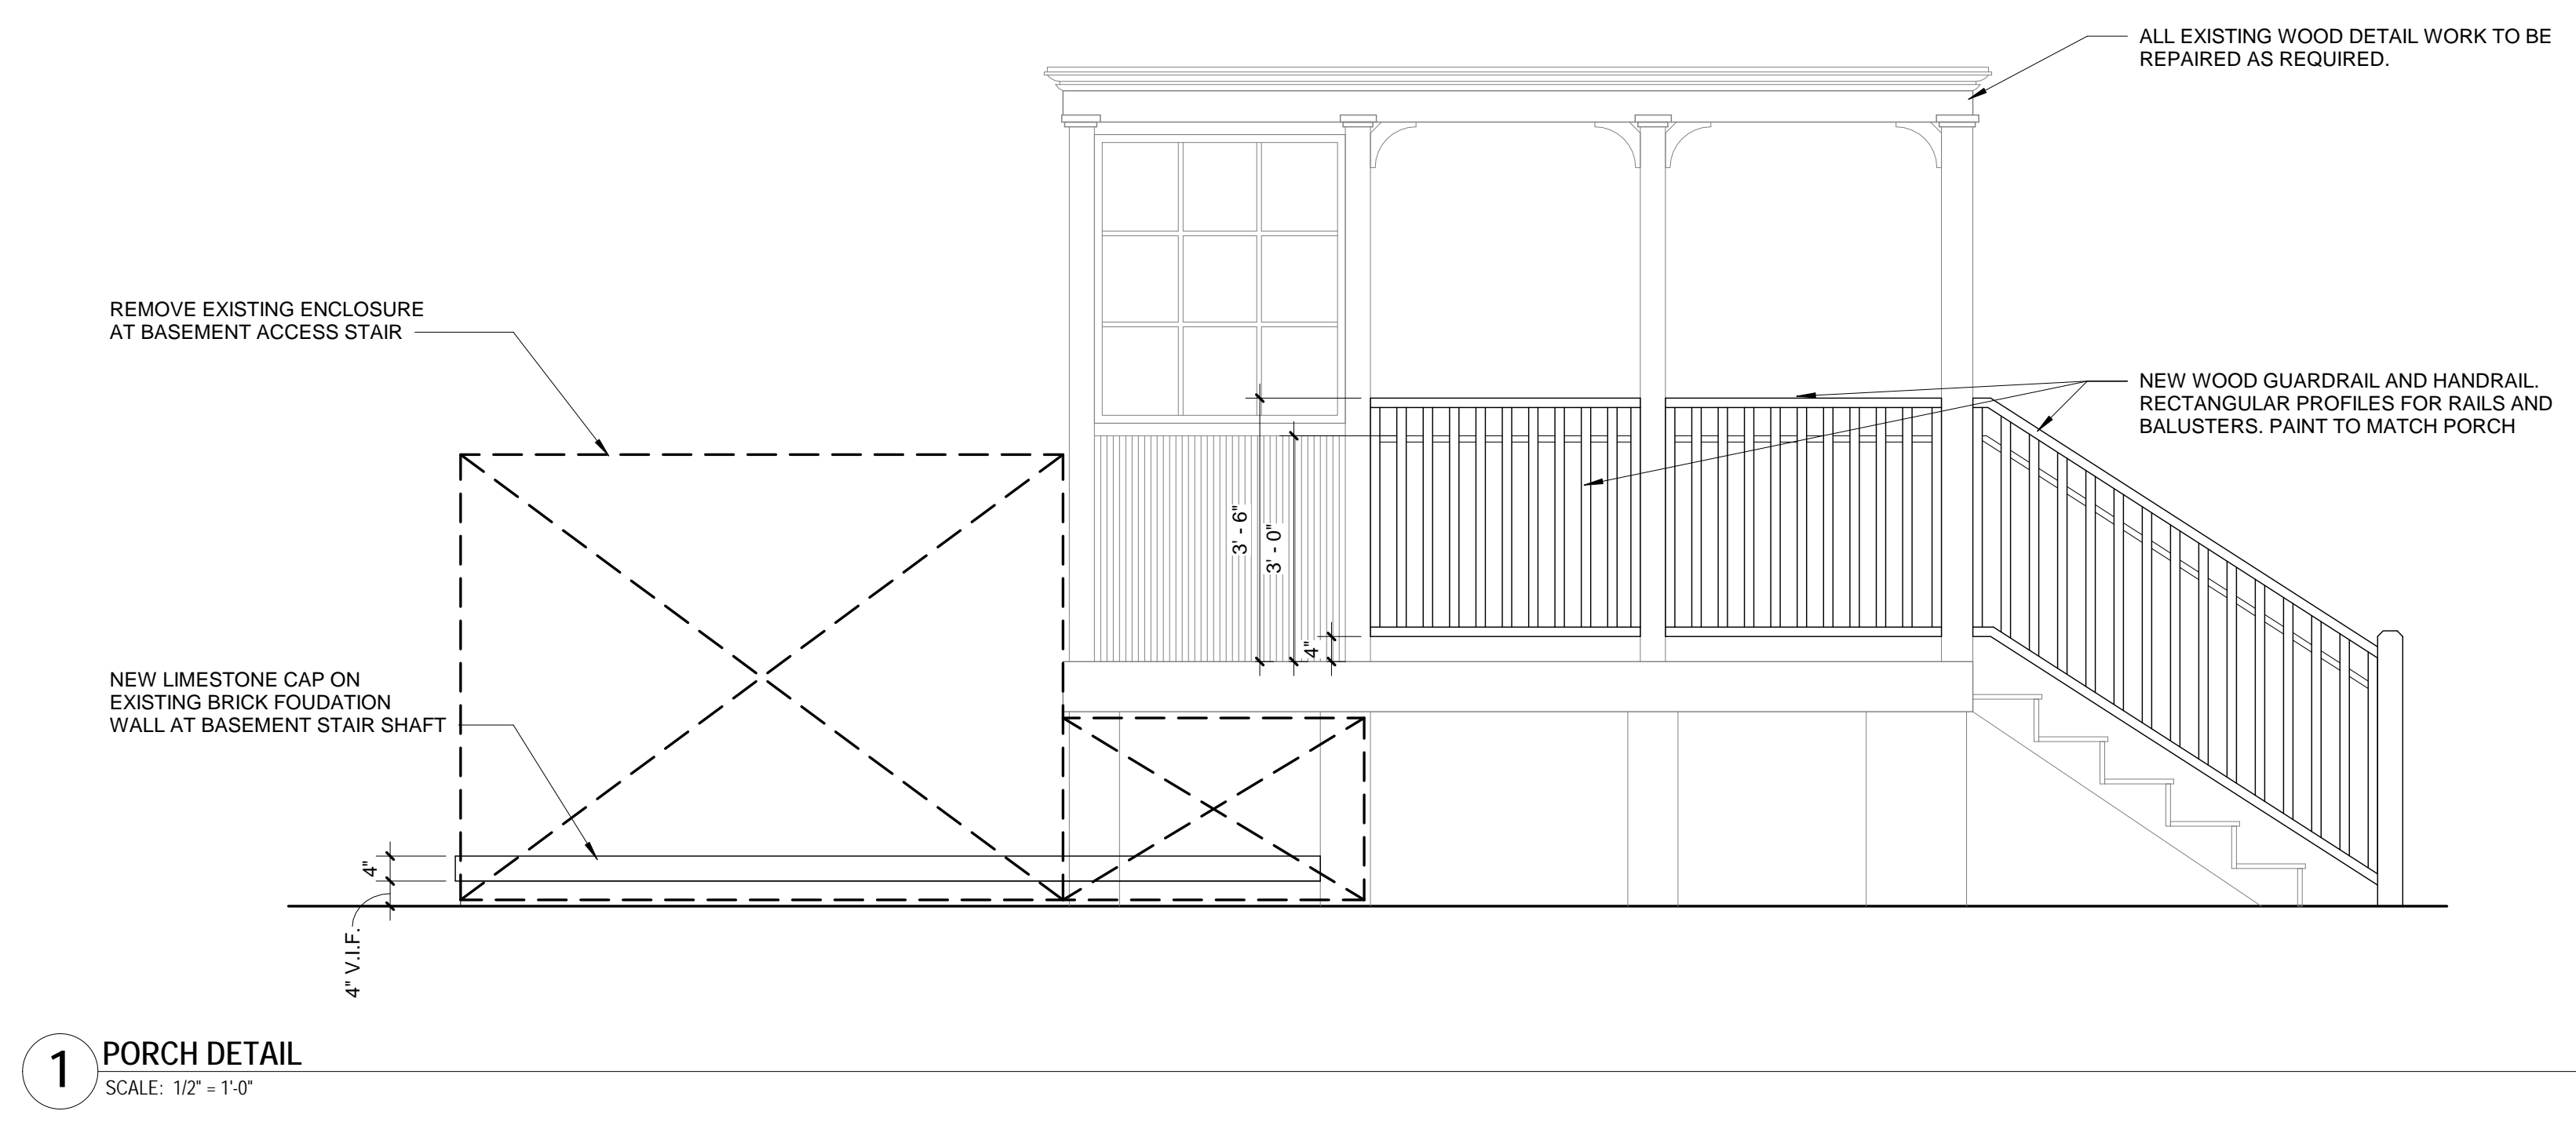 ALL EXISTING WOOD DETAIL WORK TO BE
REPAIRED AS REQUIRED.
REMOVE EXISTING ENCLOSURE
AT BASEMENT ACCESS STAIR
NEW WOOD GUARDRAIL AND HANDRAIL.
RECTANGULAR PROFILES FOR RAILS AND
BALUSTERS. PAINT TO MATCH PORCH
3' - 6"
3' - 0"
4"
NEW LIMESTONE CAP ON
EXISTING BRICK FOUDATION
WALL AT BASEMENT STAIR SHAFT
4"
4" V.I.F.
1
PORCH DETAIL
SCALE: 1/2" = 1'-0"